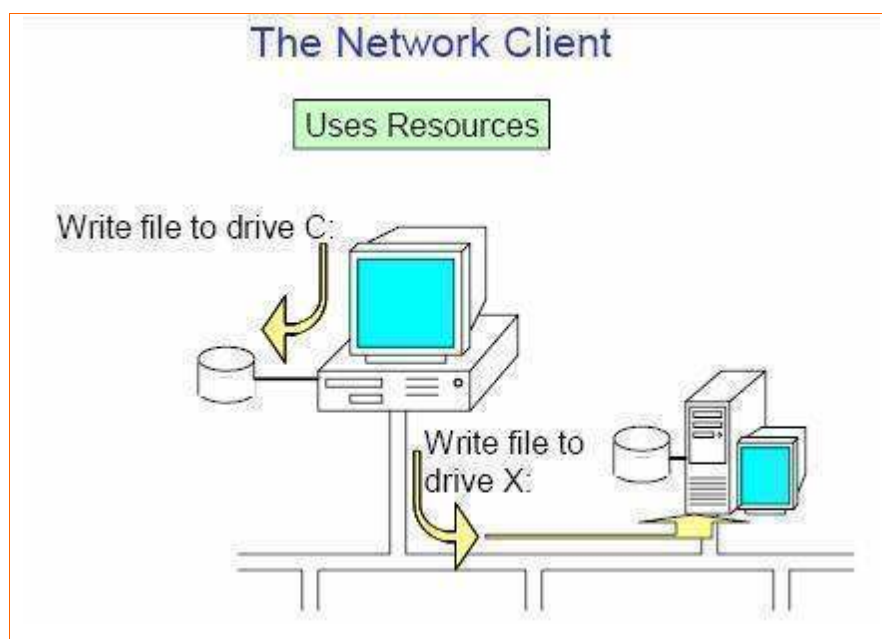 The Network Client
Uses Resources
Write file to drive C:
Write file to
drive X: